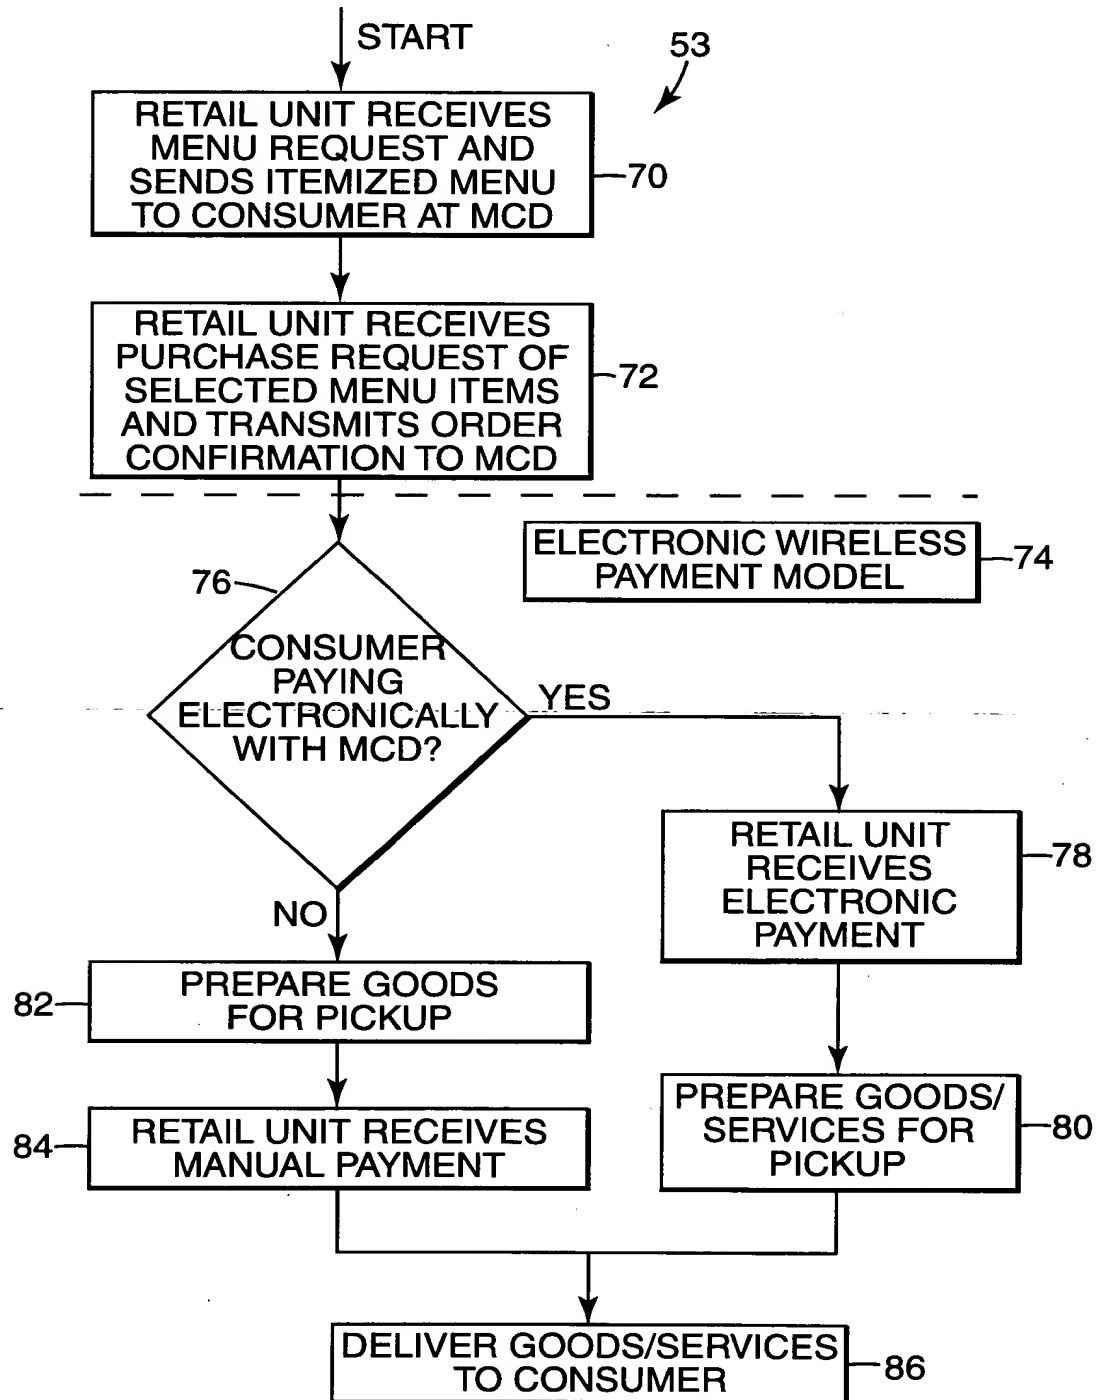 START
53
RETAIL UNIT RECEIVES
MENU REQUEST AND
SENDS ITEMIZED MENU
TO CONSUMER AT MCD
70
RETAIL UNIT RECEIVES
PURCHASE REQUEST OF
SELECTED MENU ITEMS
AND TRANSMITS ORDER
CONFIRMATION TO MCD
72
ELECTRONIC WIRELESS
PAYMENT MODEL
74
76
CONSUMER
PAYING
ELECTRONICALLY
WITH MCD?
YES
NO
RETAIL UNIT
RECEIVES
ELECTRONIC
PAYMENT
78
PREPARE GOODS
FOR PICKUP
82
PREPARE GOODS/
SERVICES FOR
PICKUP
80
RETAIL UNIT RECEIVES
MANUAL PAYMENT
84
DELIVER GOODS/SERVICES
TO CONSUMER
86